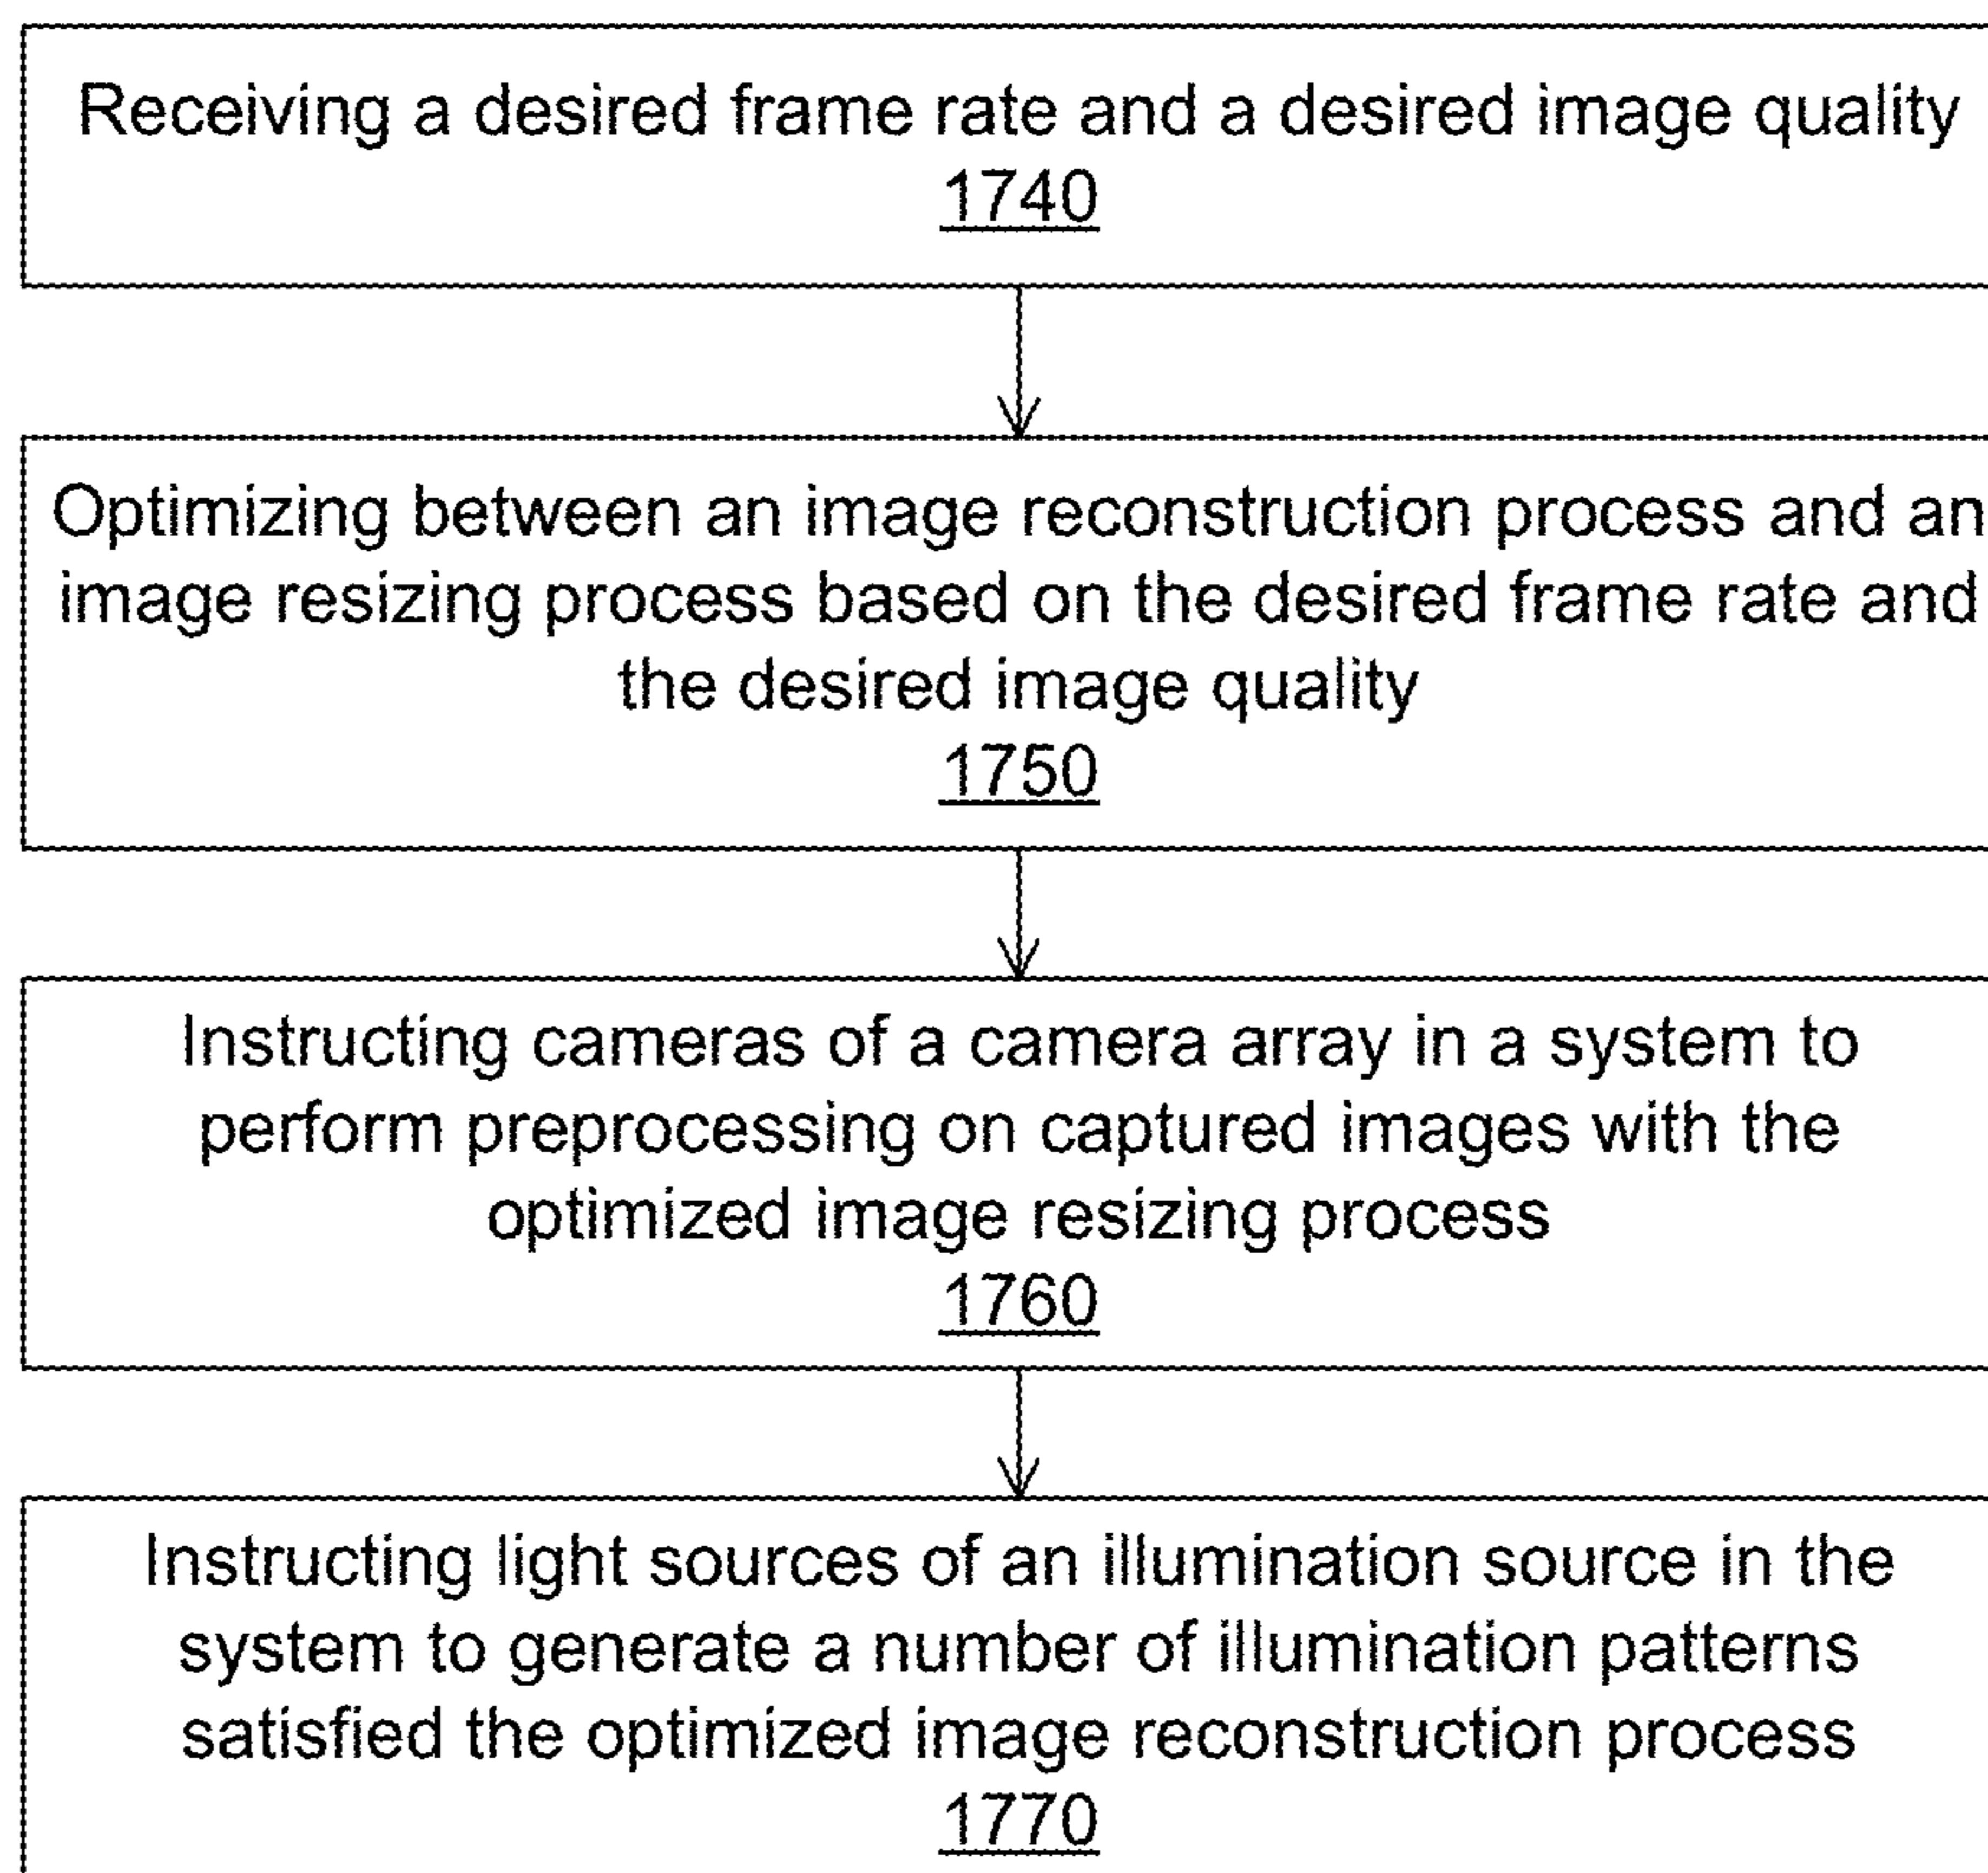 Receiving a desired frame rate and a desired image quality
1740
Optimizing between an image reconstruction process and an
image resizing process based on the desired frame rate and
the desired image quality
1750
Instructing cameras of a camera array in a system to
perform preprocessing on captured images with the
optimized image resizing process
1760
Instructing light sources of an illumination source in the
system to generate a number of illumination patterns
satisfied the optimized image reconstruction process
1770